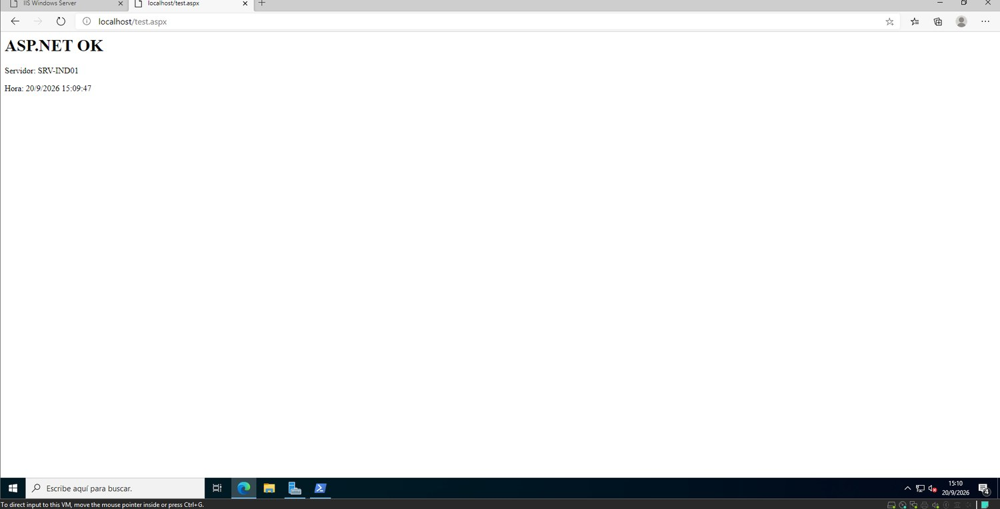 IIS Windows Server
localhost/test.aspx
localhost/test.aspx
ASP.NET OK
Servidor: SRV-IND01
Hora: 20/9/2026 15:09:47
Escribe aquí para buscar.
15:10
20/9/2026
4
To direct input to this VM, move the mouse pointer inside or press Ctrl+G.